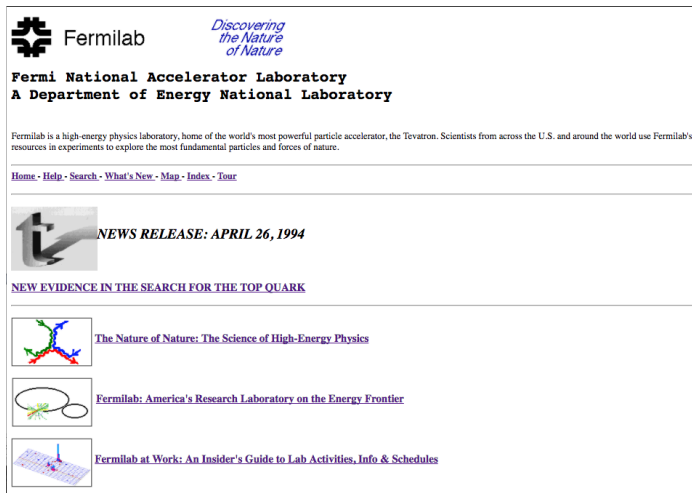 Fermilab
Discovering
the Nature
of Nature
Fermi National Accelerator Laboratory
A Department of Energy National Laboratory
Fermilab is a high-energy physics laboratory, home of the world's most powerful particle accelerator, the Tevatron. Scientists from across the U.S. and around the world use Fermilab's
resources in experiments to explore the most fundamental particles and forces of nature.
Home - Help - Search - What's New - Map - Index - Tour
t
NEWS RELEASE: APRIL 26, 1994
NEW EVIDENCE IN THE SEARCH FOR THE TOP QUARK
The Nature of Nature: The Science of High-Energy Physics
Fermilab: America's Research Laboratory on the Energy Frontier
Fermilab at Work: An Insider's Guide to Lab Activities, Info & Schedules